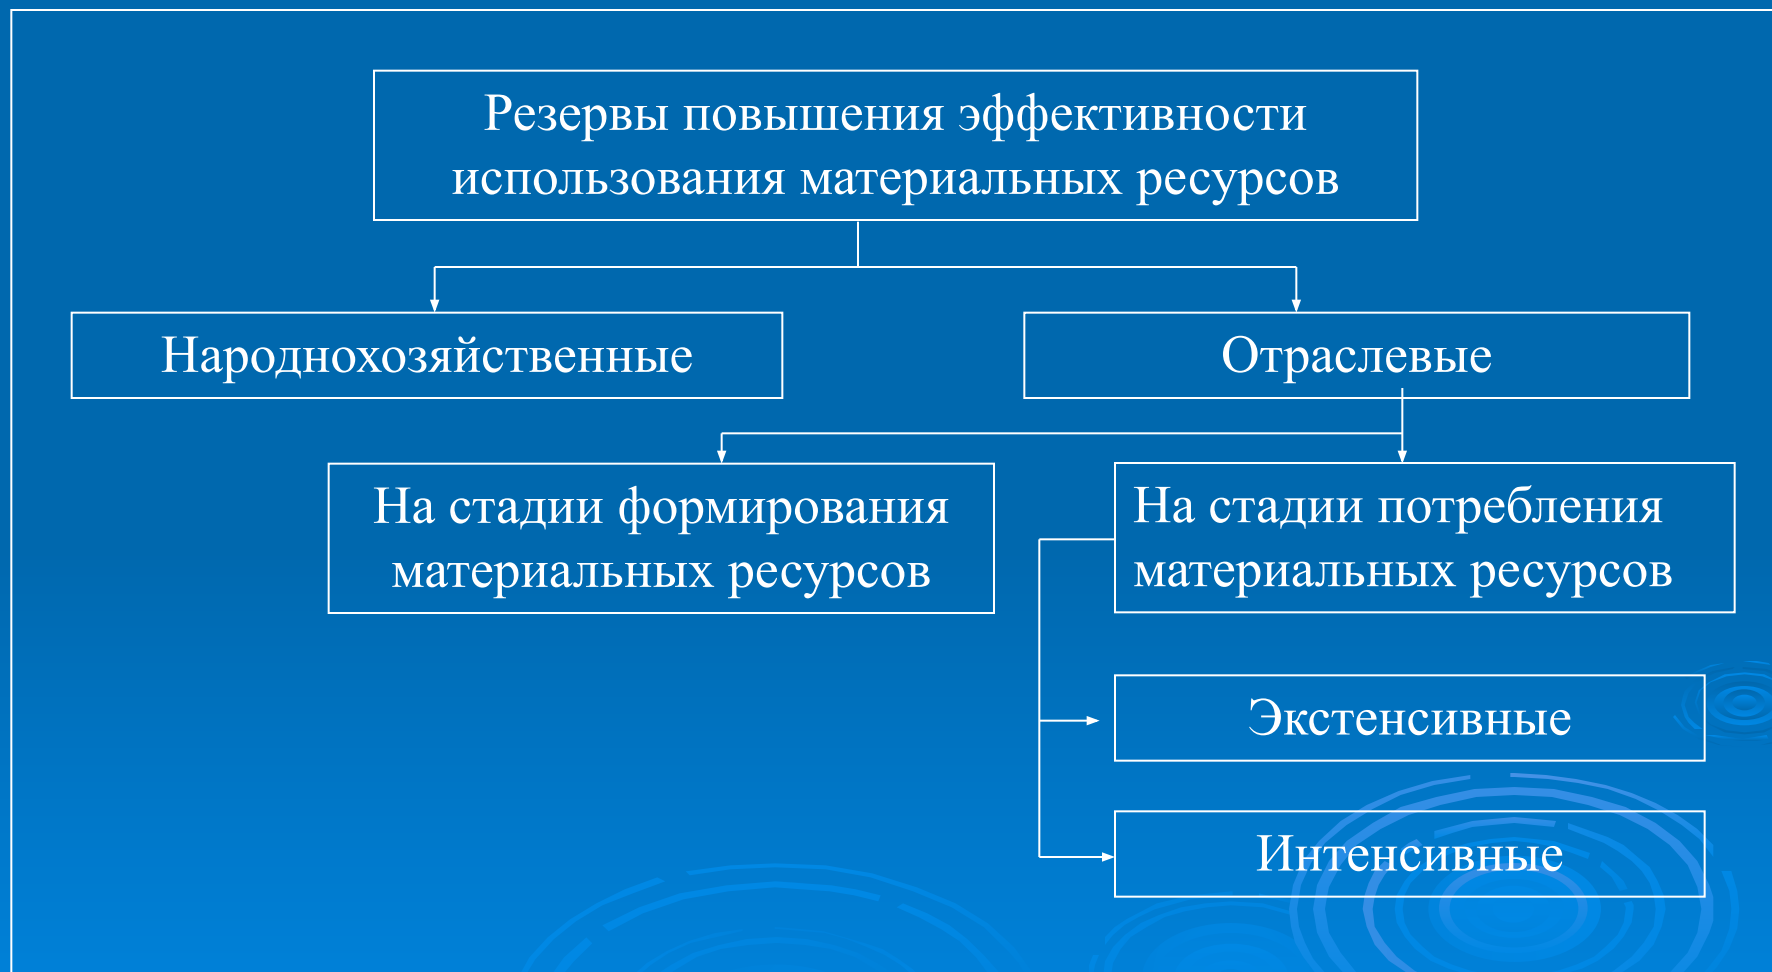 Резервы повышения эффективности
использования материальных ресурсов
Народнохозяйственные
Отраслевые
На стадии формирования
материальных ресурсов
На стадии потребления
материальных ресурсов
Экстенсивные
Интенсивные